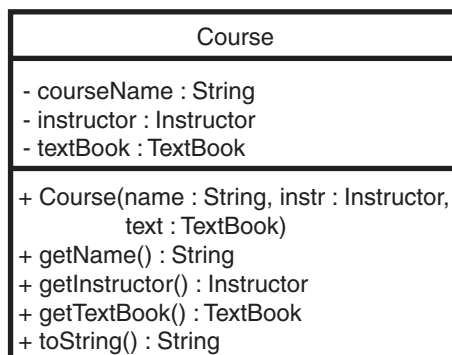 Course
- courseName : String
- instructor : Instructor
- textBook : TextBook
+ Course(name : String, instr : Instructor,
text : TextBook)
+ getName() : String
+ getInstructor() : Instructor
+ getTextBook() : TextBook
+ toString() : String